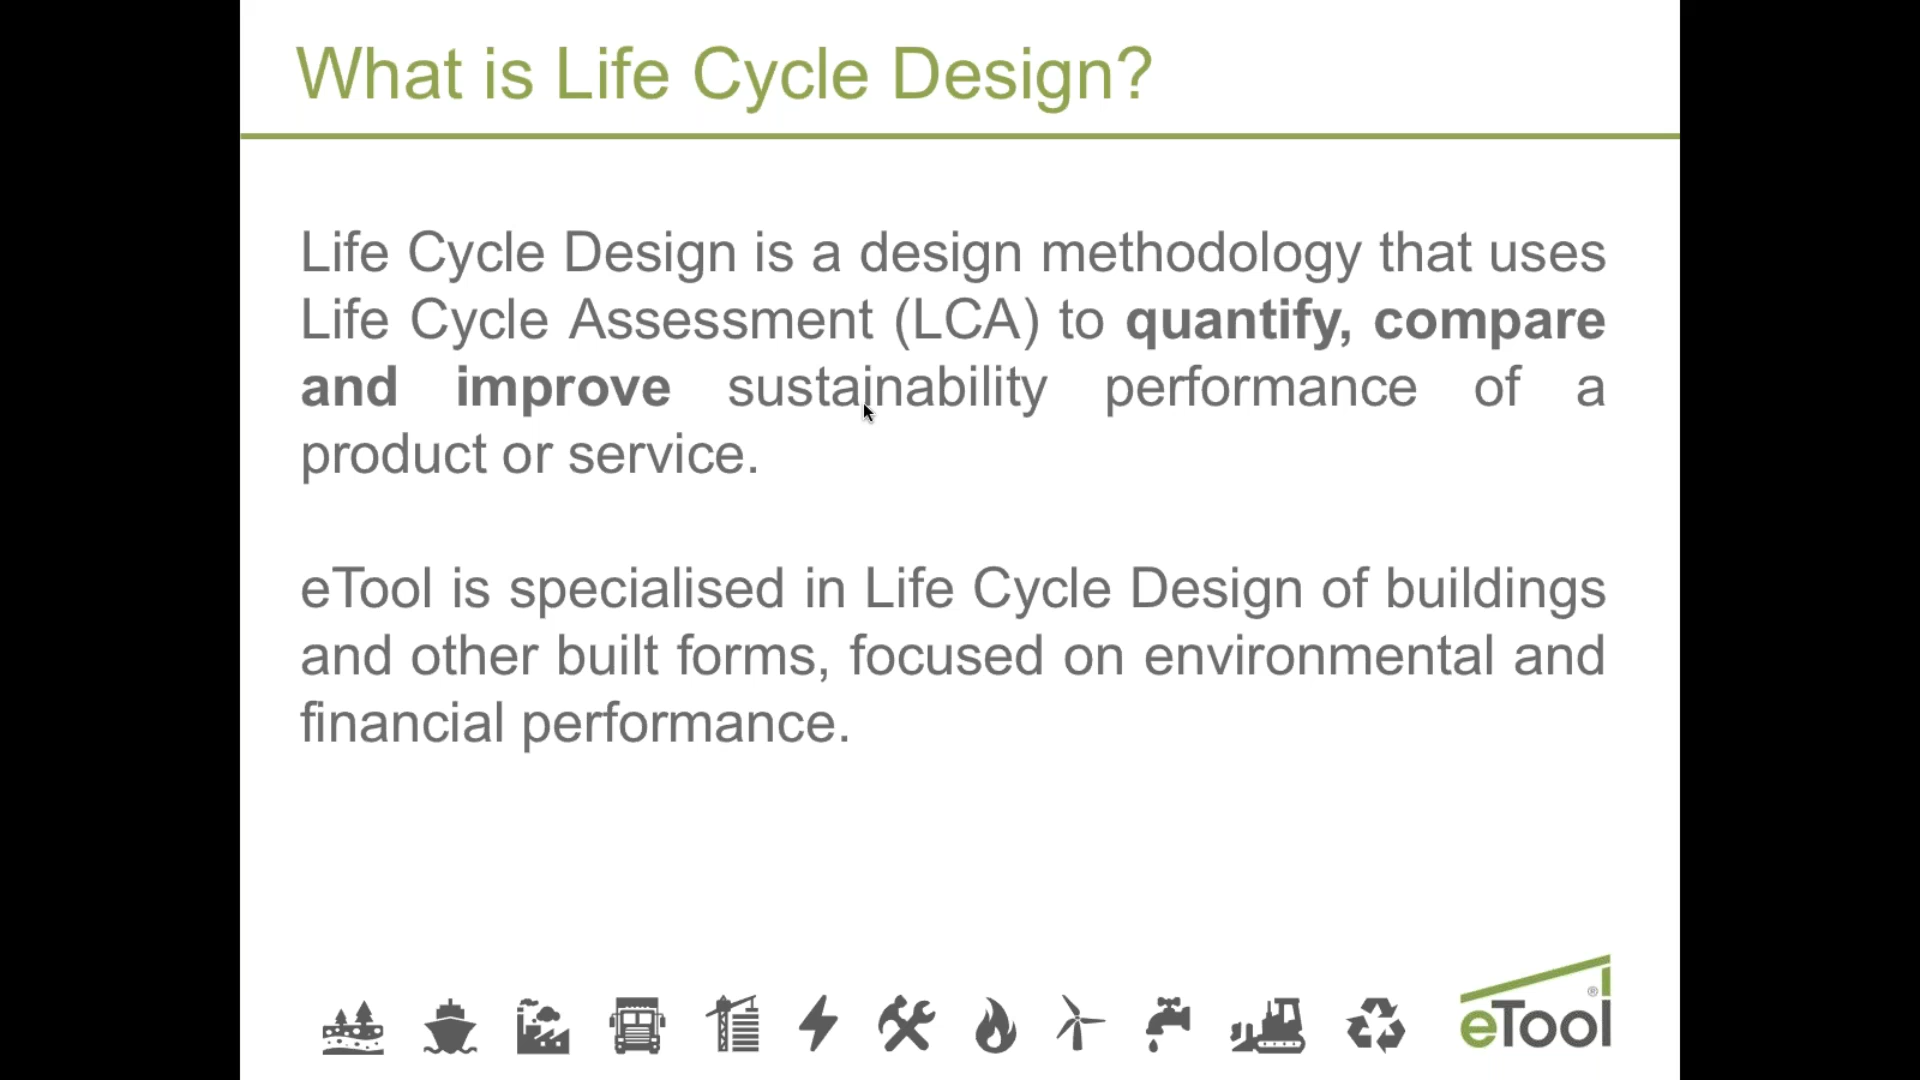 What is Life Cycle Design?
Life Cycle Design is a design methodology that uses
Life Cycle Assessment (LCA) to quantify, compare
and improve sustainability performance of a
product or service.
eTool is specialised in Life Cycle Design of buildings
and other built forms, focused on environmental and
financial performance.
eTool®